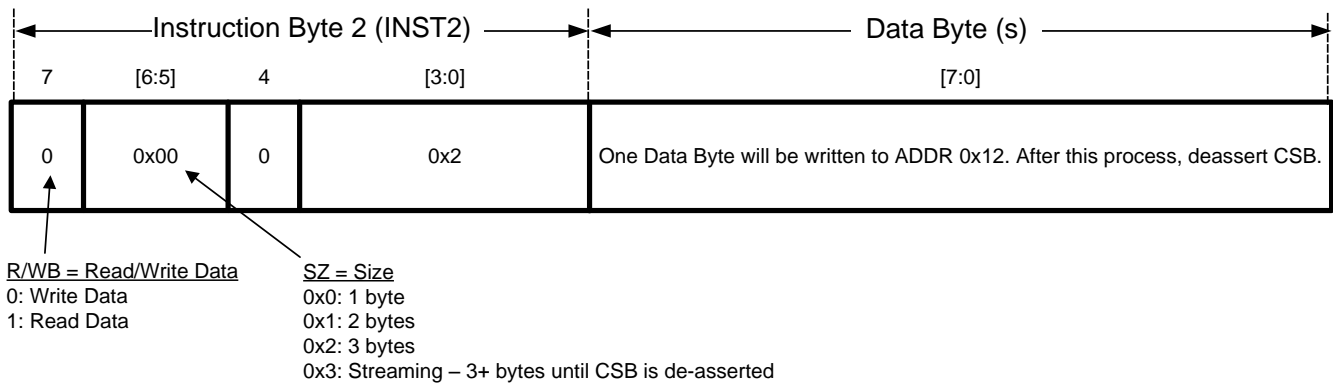 Instruction Byte 2 (INST2) Data Byte (s)
7 [6:5] 4 [3:0] [7:0]
0 0x00 0 0x2 One Data Byte will be written to ADDR 0x12. After this process, deassert CSB.
R/WB = Read/Write Data
0: Write Data
1: Read Data
SZ = Size
0x0: 1 byte
0x1: 2 bytes
0x2: 3 bytes
0x3: Streaming – 3+ bytes until CSB is de-asserted